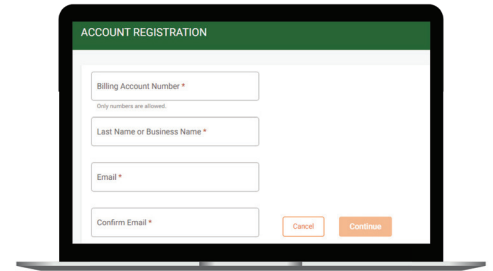 ACCOUNT REGISTRATION
Billing Account Number *
Only numbers are allowed.
Last Name or Business Name *
Email *
Confirm Email *
Cancel
Continue